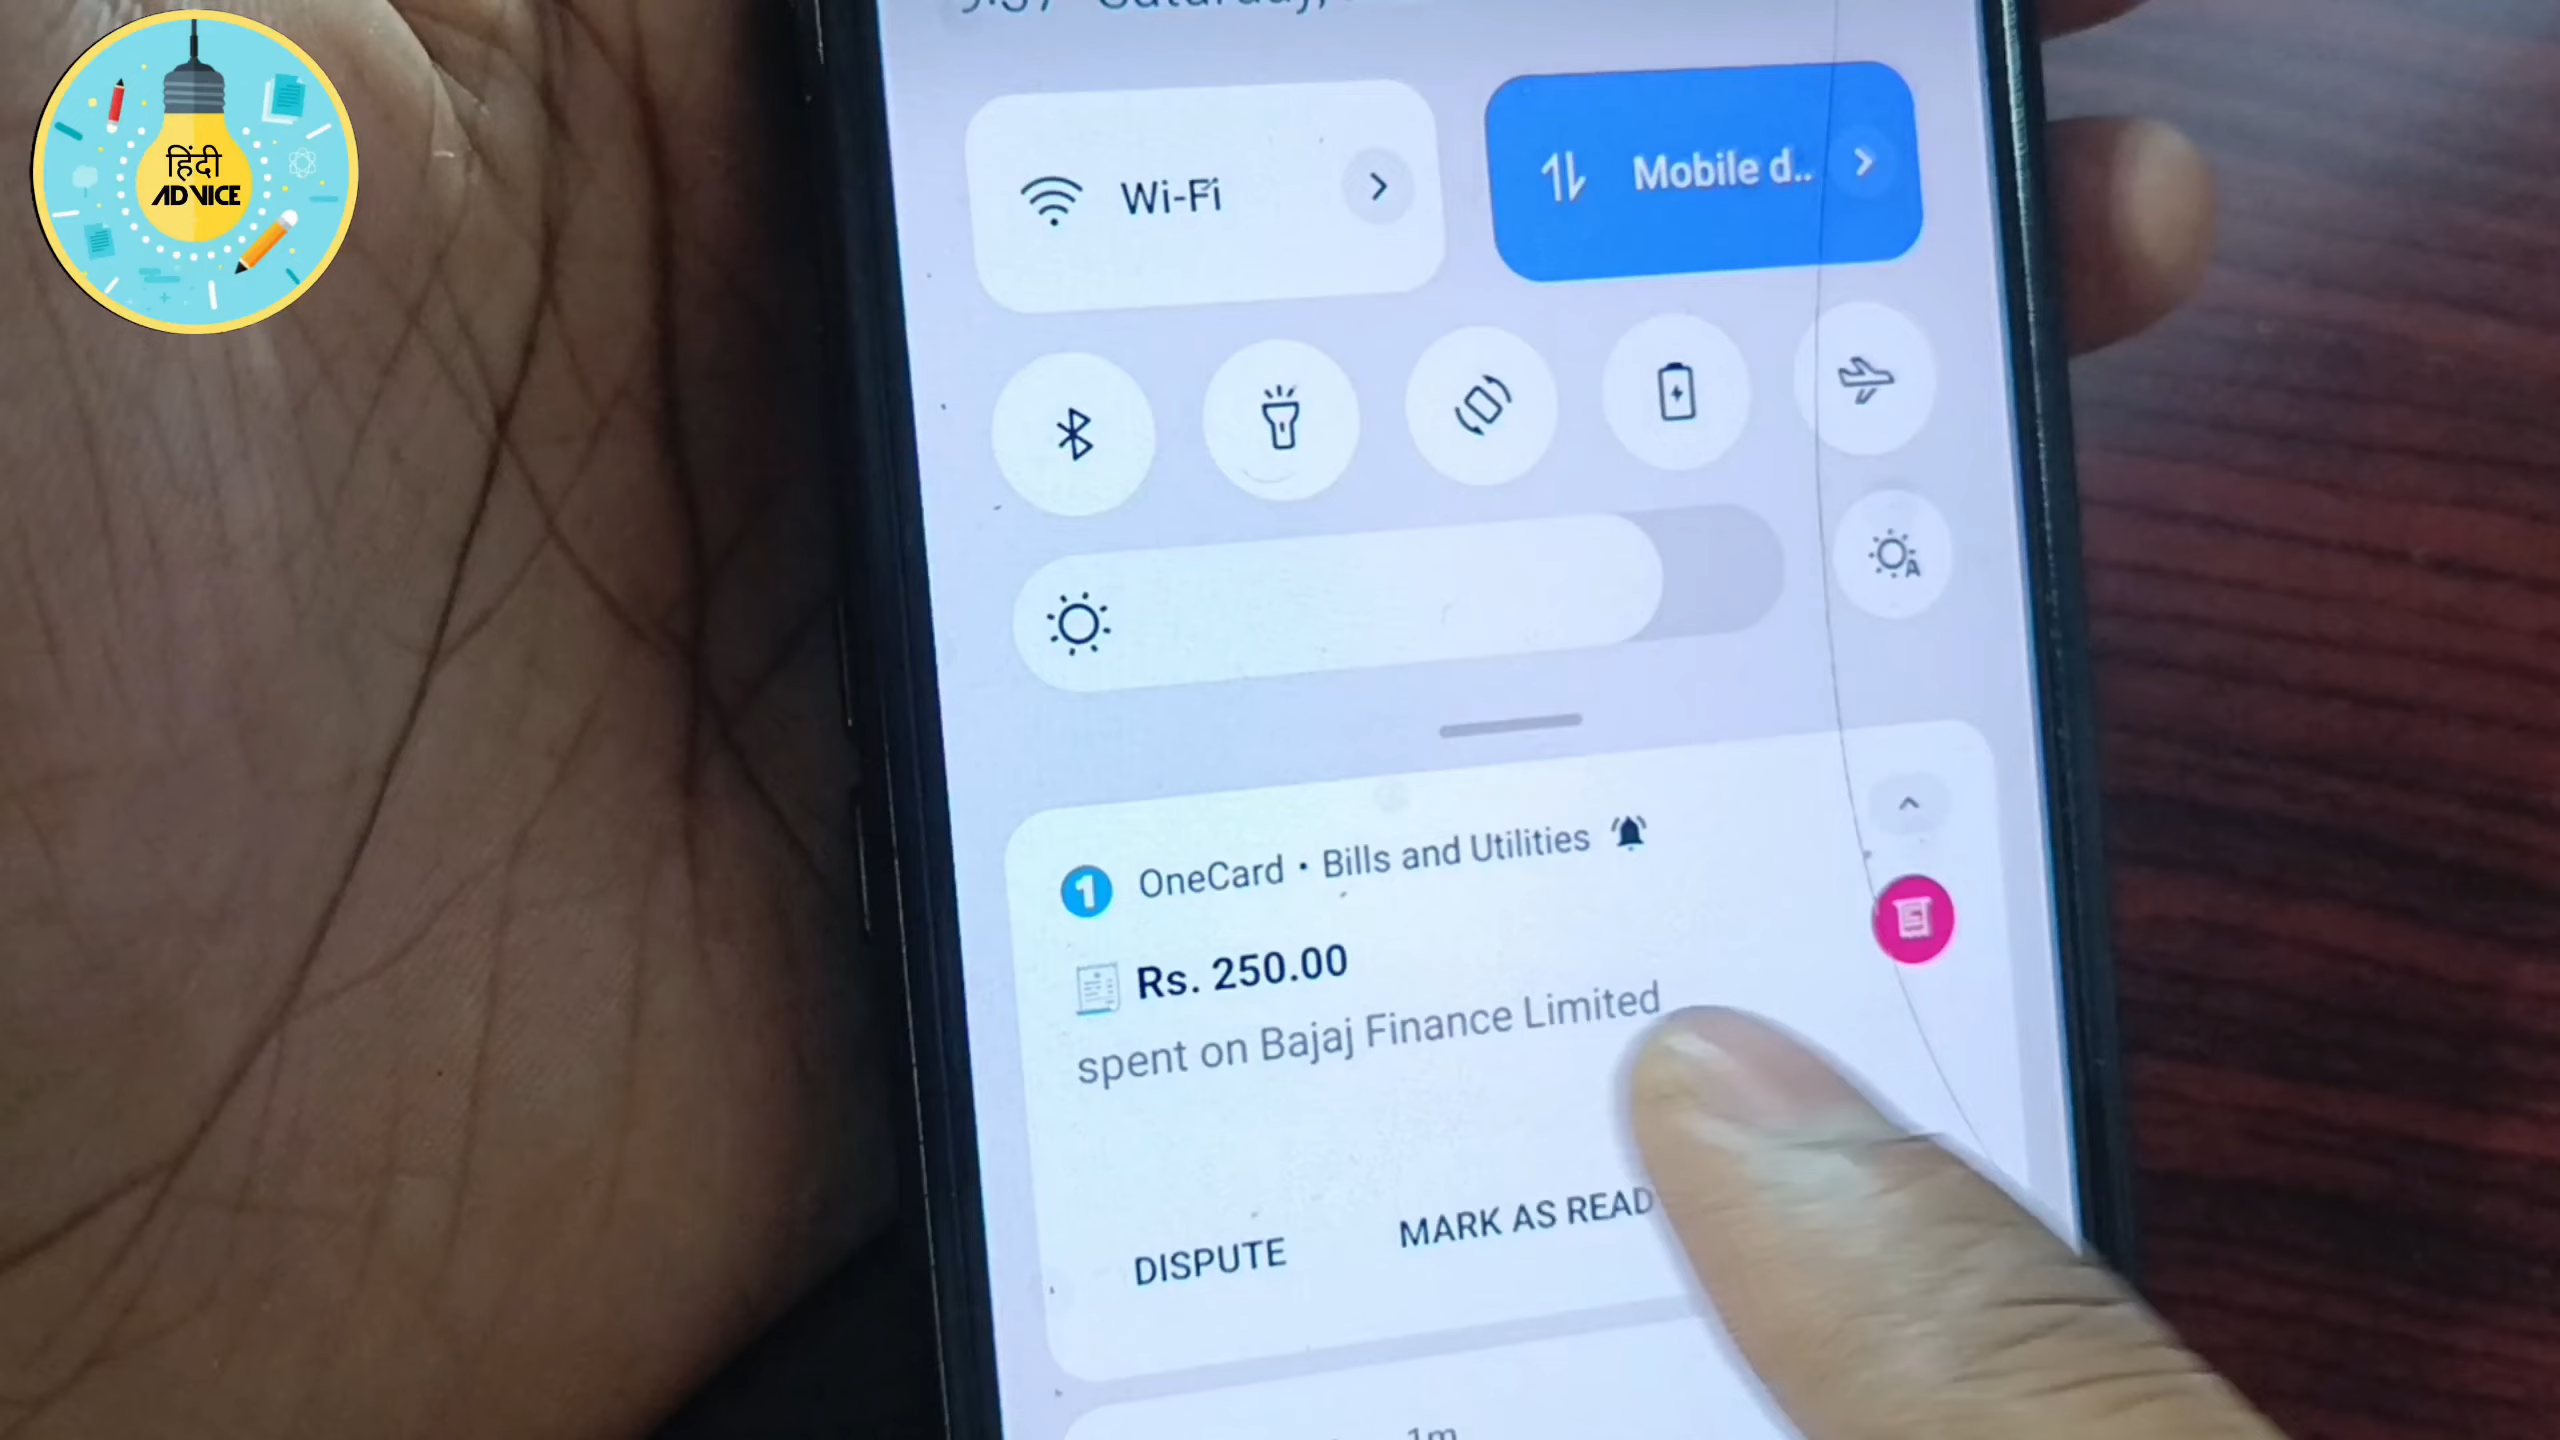 हिंदी
ADVICE
Wi-Fi
Mobile d..
OneCard • Bills and Utilities
Rs. 250.00
spent on Bajaj Finance Limited
DISPUTE
MARK AS READ
1m